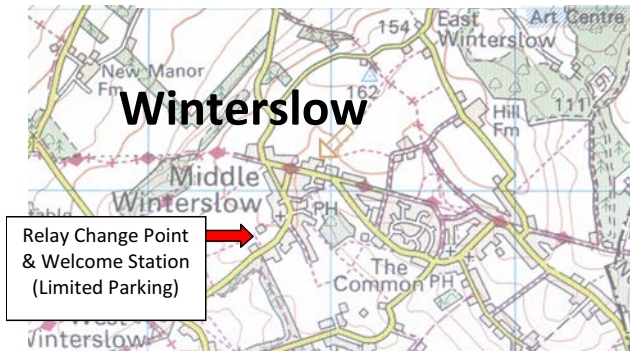 154
East
Winterslow
Art Centre
New Manor
Fm
Winterslow
162
111
Hill
Fm
Middle
Winterslow
PH
Relay Change Point
& Welcome Station
(Limited Parking)
The
Common
PH
West
Winterslow